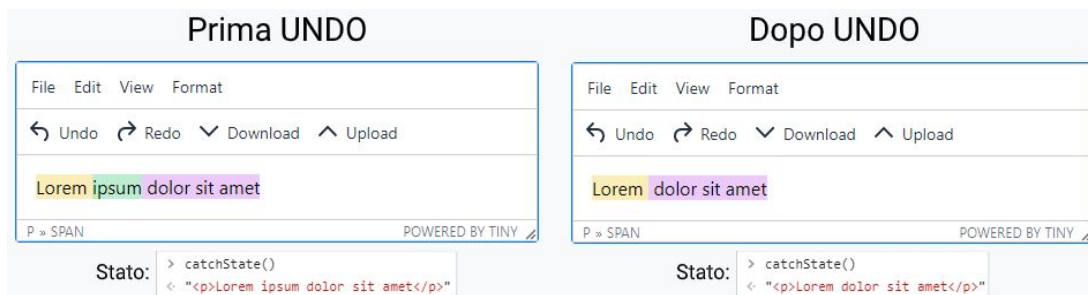 Prima UNDO
File Edit View Format
Undo Redo Download Upload
Lorem ipsum dolor sit amet
P » SPAN POWERED BY TINY
Stato: > catchState()
<· "<p>Lorem ipsum dolor sit amet</p>"
Dopo UNDO
File Edit View Format
Undo Redo Download Upload
Lorem dolor sit amet
P » SPAN POWERED BY TINY
Stato: > catchState()
<· "<p>Lorem dolor sit amet</p>"